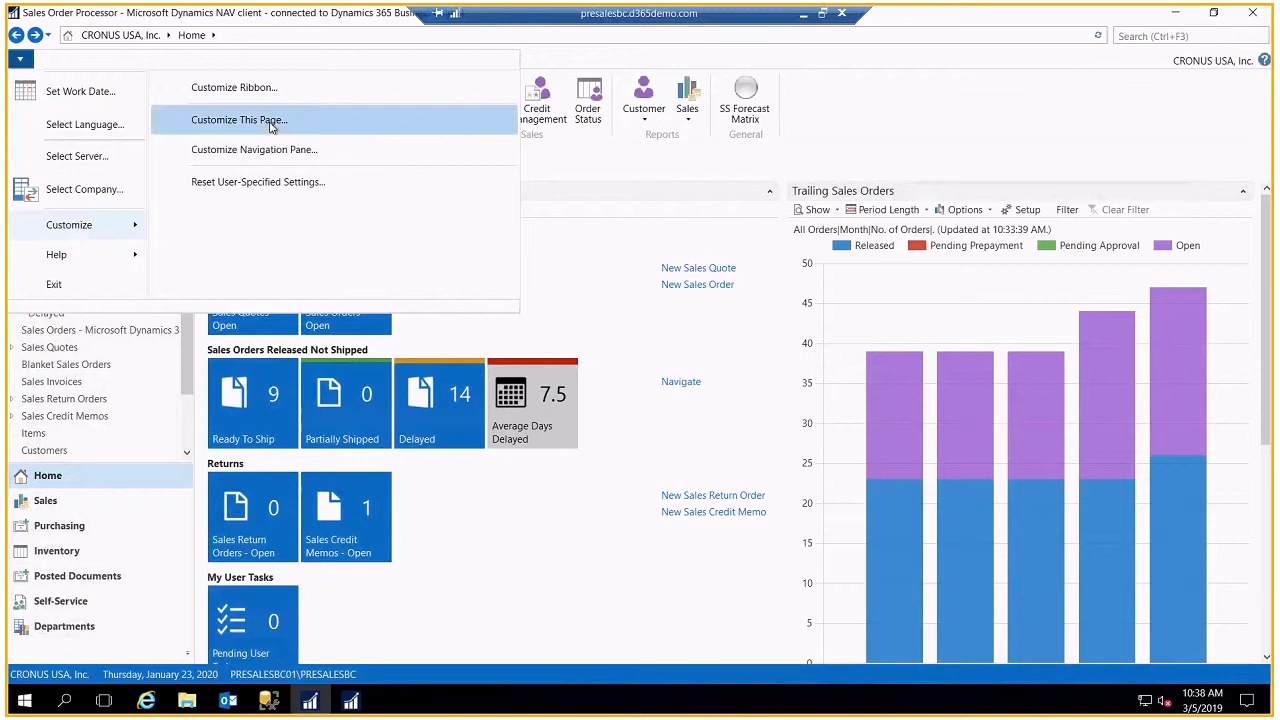 Sales Order Processor - Microsoft Dynamics NAV client - connected to Dynamics 365 Busi
presalesbc.d365demo.com
CRONUS USA, Inc. Home
Search (Ctrl+F3)
CRONUS USA, Inc.
Set Work Date...
Select Language...
Select Server...
Select Company...
Customize
Help
Exit
Customize Ribbon...
Customize This Page...
Customize Navigation Pane...
Reset User-Specified Settings...
Credit
anagement
Order
Status
Customer
Sales
SS Forecast
Matrix
Sales
Reports
General
Delayed
Sales Orders - Microsoft Dynamics 3
Sales Quotes
Blanket Sales Orders
Sales Invoices
Sales Return Orders
Sales Credit Memos
Items
Customers
Home
Sales
Purchasing
Inventory
Posted Documents
Self-Service
Departments
Open
Open
New Sales Quote
New Sales Order
Sales Orders Released Not Shipped
9
Ready To Ship
0
Partially Shipped
14
Delayed
7.5
Average Days
Delayed
Navigate
Returns
0
Sales Return
Orders - Open
1
Sales Credit
Memos - Open
New Sales Return Order
New Sales Credit Memo
My User Tasks
0
Pending User
Trailing Sales Orders
Show Period Length Options Setup Filter Clear Filter
All Orders|Month|No. of Orders|. (Updated at 10:33:39 AM.)
Released Pending Prepayment Pending Approval Open
50
45
40
35
30
25
20
15
10
5
0
CRONUS USA, Inc. Thursday, January 23, 2020 PRESALESBC01\PRESALESBC
10:38 AM
3/5/2019